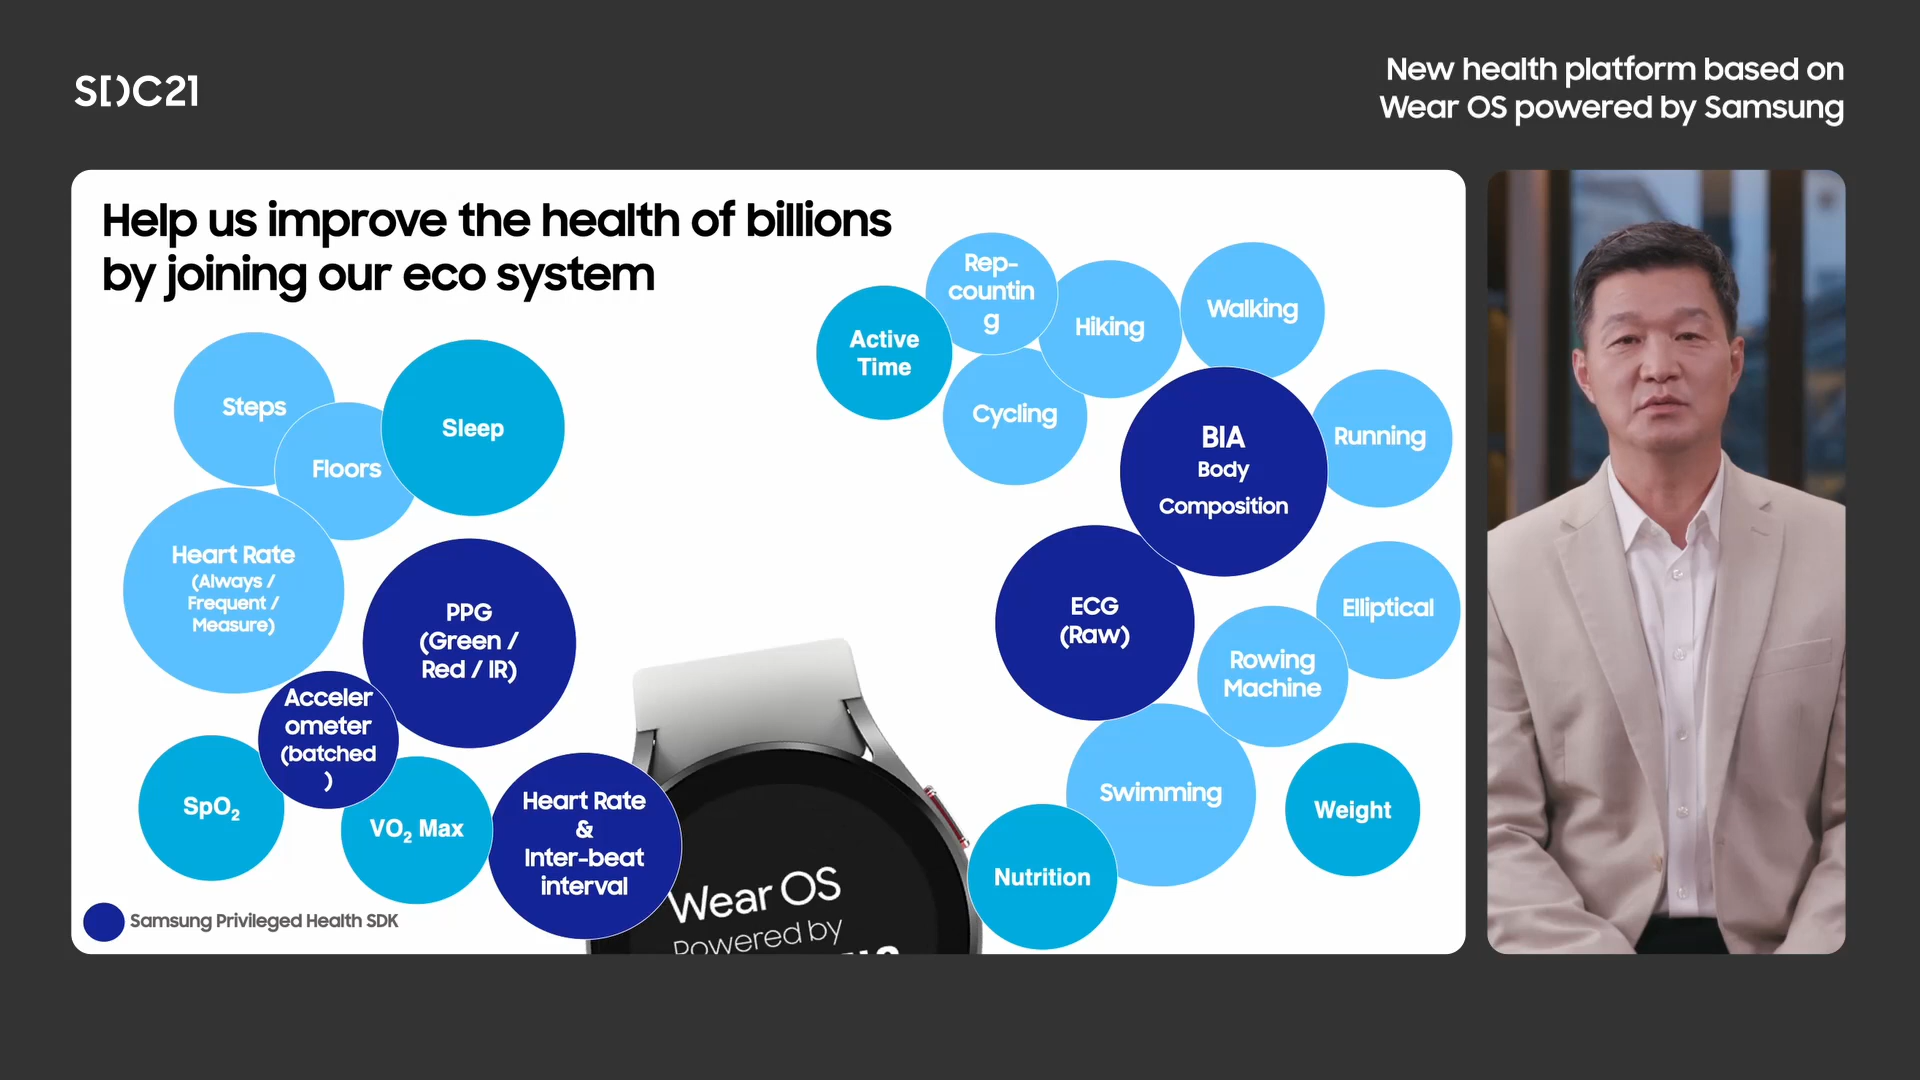 SDC21
New health platform based on
Wear OS powered by Samsung
Help us improve the health of billions
by joining our eco system
Steps
Floors
Sleep
Heart Rate
(Always /
Frequent /
Measure)
PPG
(Green /
Red / IR)
Acceler
ometer
(batched
)
SpO₂
VO₂ Max
Heart Rate
&
Inter-beat
interval
Samsung Privileged Health SDK
Wear OS
Powered by
Active
Time
Rep-
countin
g
Hiking
Walking
Cycling
BIA
Body
Composition
Running
ECG
(Raw)
Elliptical
Rowing
Machine
Swimming
Weight
Nutrition